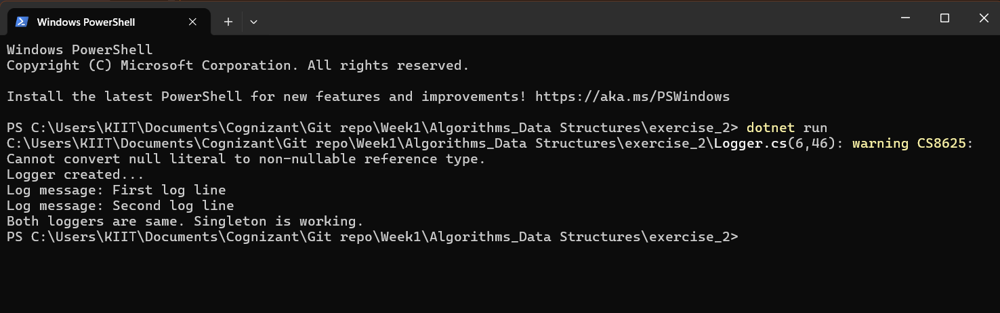 Windows PowerShell
Windows PowerShell
Copyright (C) Microsoft Corporation. All rights reserved.
Install the latest PowerShell for new features and improvements! https://aka.ms/PSWindows
PS C:\Users\KIIT\Documents\Cognizant\Git repo\Week1\Algorithms_Data Structures\exercise_2> dotnet run
C:\Users\KIIT\Documents\Cognizant\Git repo\Week1\Algorithms_Data Structures\exercise_2\Logger.cs(6,46): warning CS8625:
Cannot convert null literal to non-nullable reference type.
Logger created...
Log message: First log line
Log message: Second log line
Both loggers are same. Singleton is working.
PS C:\Users\KIIT\Documents\Cognizant\Git repo\Week1\Algorithms_Data Structures\exercise_2>